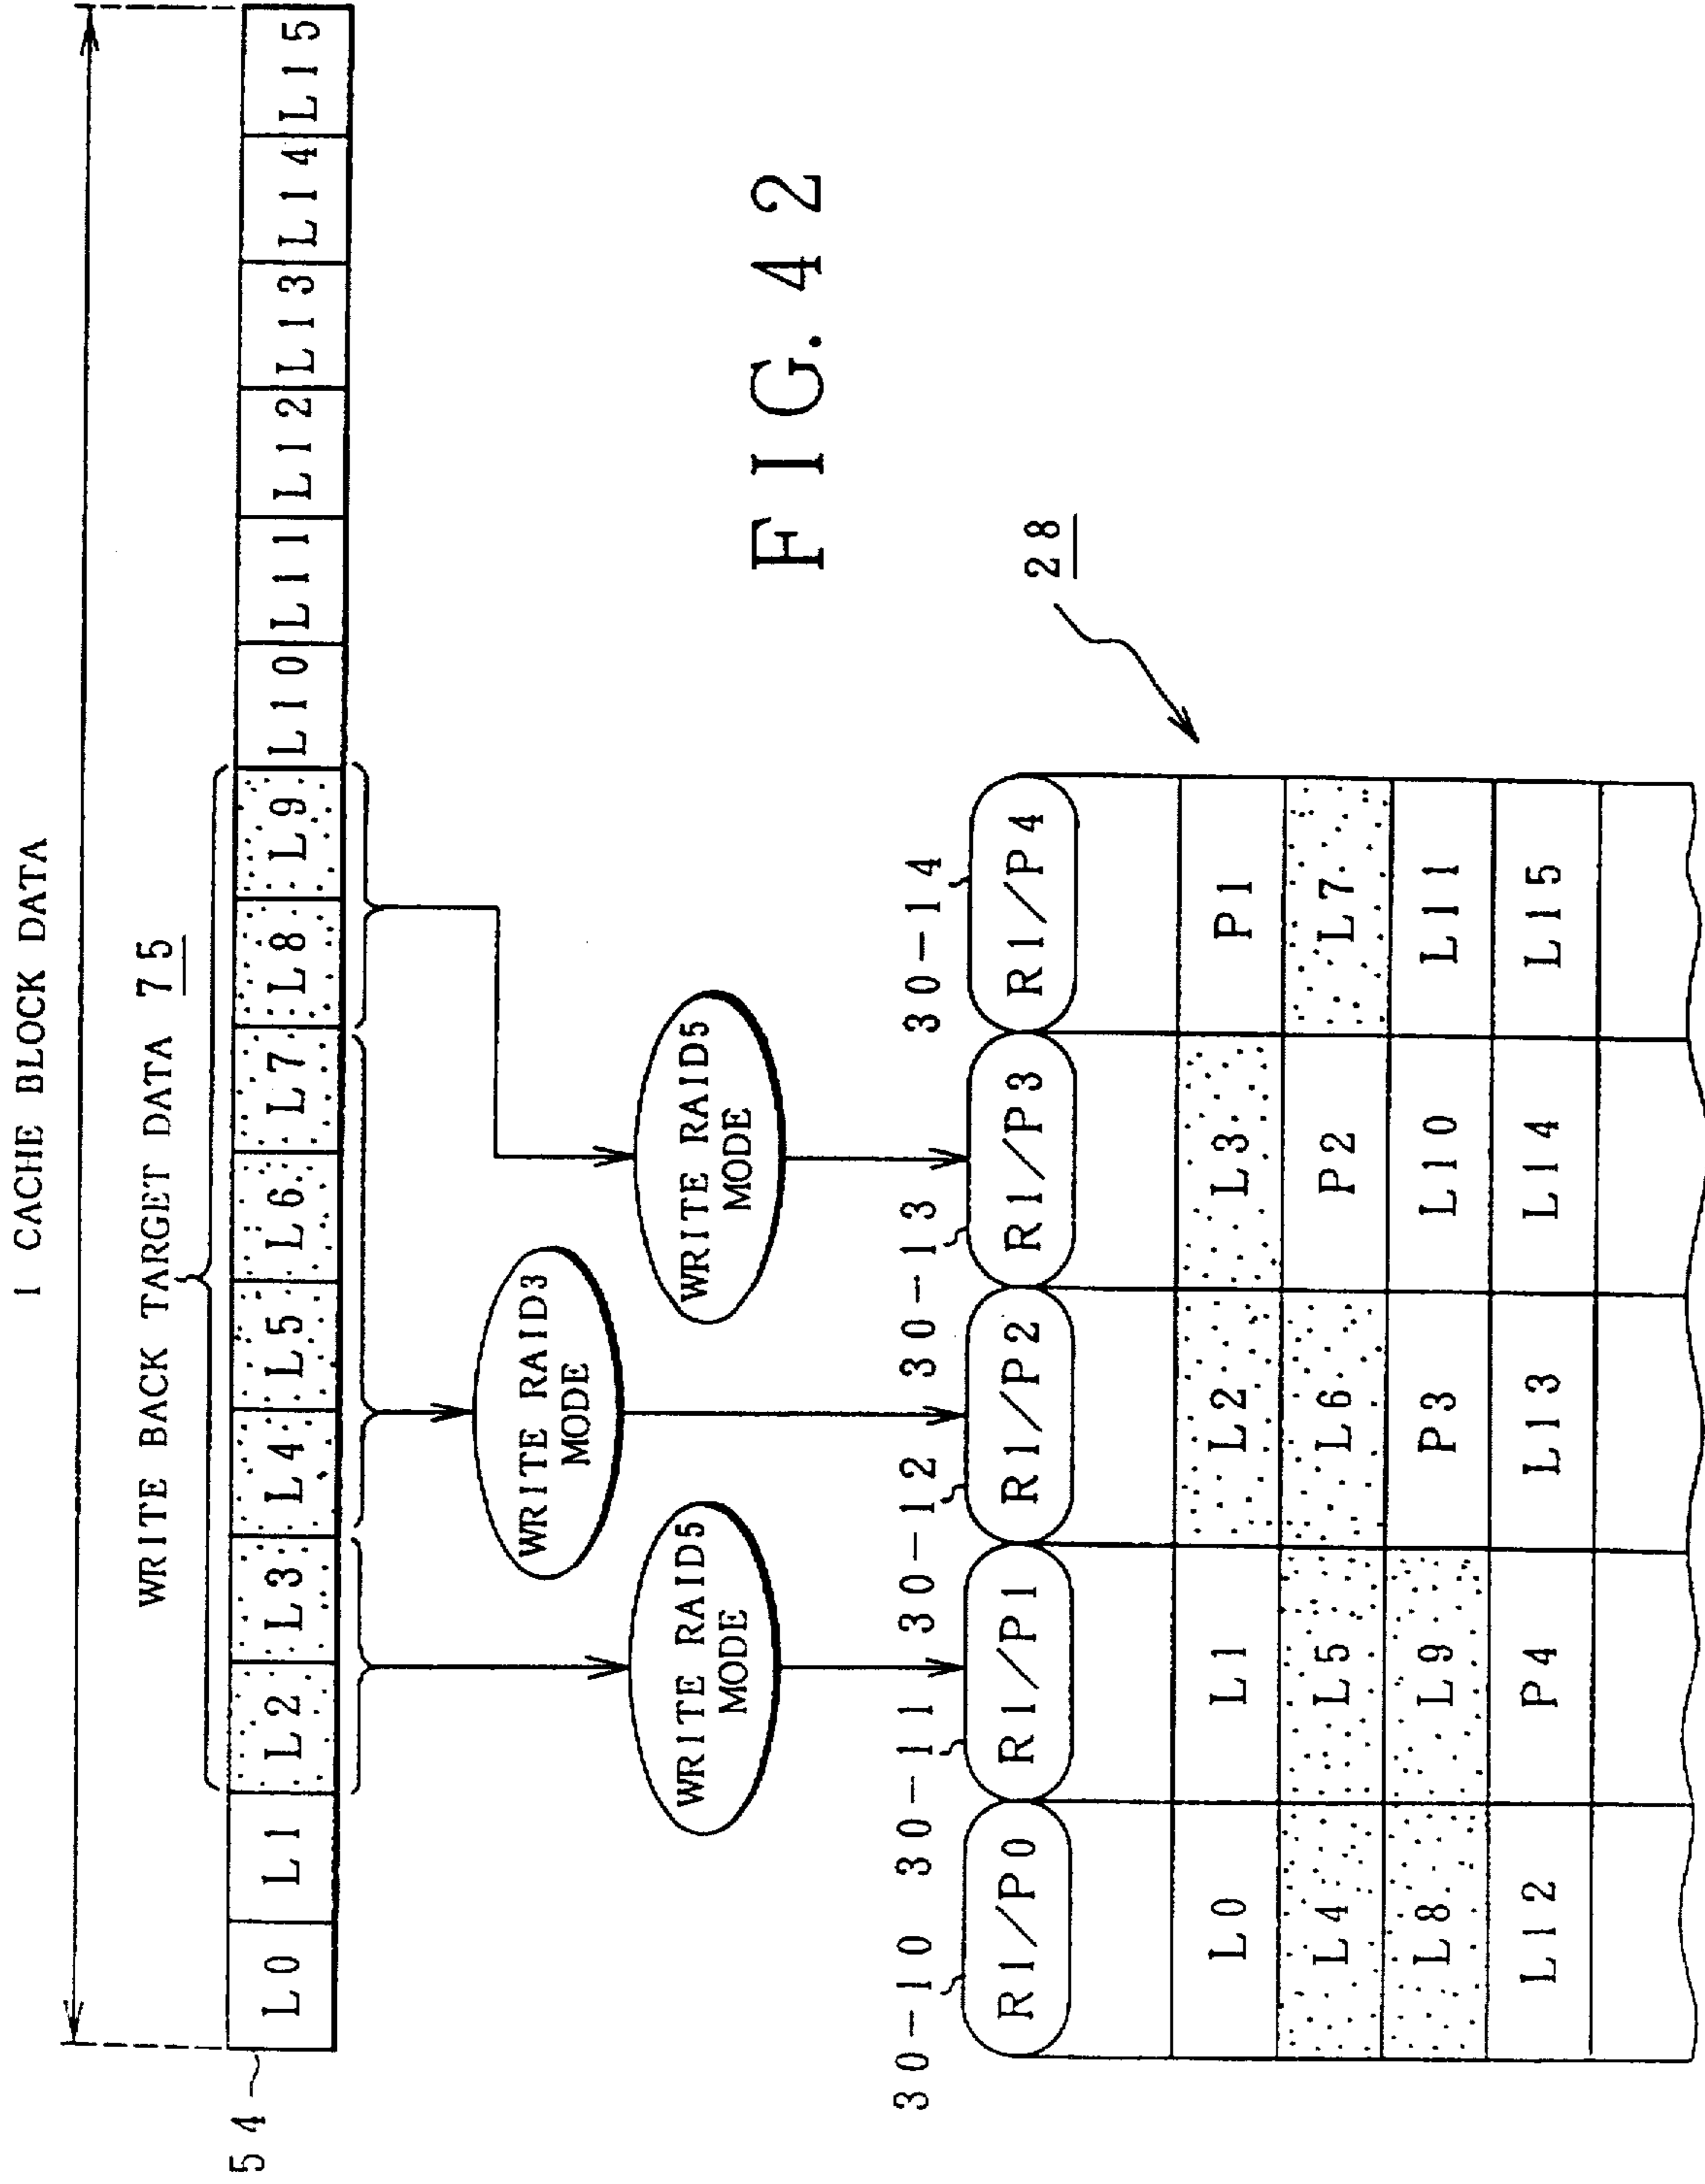 1 CACHE BLOCK DATA
WRITE BACK TARGET DATA 75
54
L0 L1 L2 L3 L4 L5 L6 L7 L8 L9 L10 L11 L12 L13 L14 L15
WRITE RAID3
MODE
WRITE RAID5
MODE
WRITE RAID5
MODE
FIG. 42
28
30-10 30-11 30-12 30-13 30-14
R1/P0 R1/P1 R1/P2 R1/P3 R1/P4
L0 L1 L2 L3 P1
L4 L5 L6 P2 L7
L8 L9 P3 L10 L11
L12 P4 L13 L14 L15